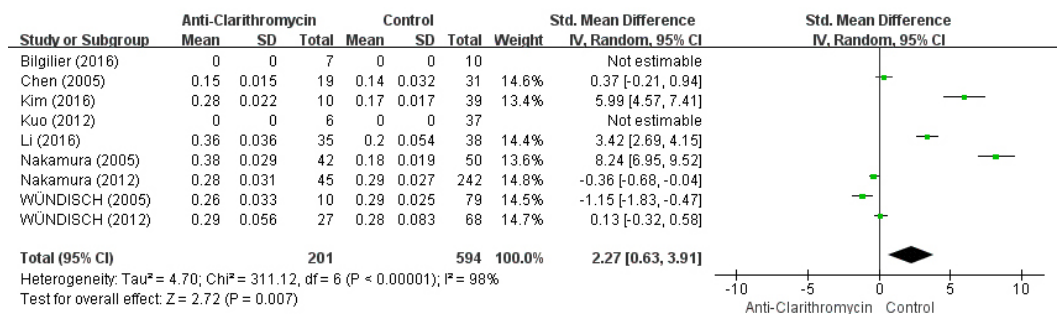 Anti-Clarithromycin Control Std. Mean Difference Std. Mean Difference
Study or Subgroup Mean SD Total Mean SD Total Weight IV, Random, 95% CI IV, Random, 95% CI
Bilgilier (2016) 0 0 7 0 0 10 Not estimable
Chen (2005) 0.15 0.015 19 0.14 0.032 31 14.6% 0.37 [-0.21, 0.94]
Kim (2016) 0.28 0.022 10 0.17 0.017 39 13.4% 5.99 [4.57, 7.41]
Kuo (2012) 0 0 6 0 0 37 Not estimable
Li (2016) 0.36 0.036 35 0.2 0.054 38 14.4% 3.42 [2.69, 4.15]
Nakamura (2005) 0.38 0.029 42 0.18 0.019 50 13.6% 8.24 [6.95, 9.52]
Nakamura (2012) 0.28 0.031 45 0.29 0.027 242 14.8% -0.36 [-0.68, -0.04]
WÜNDISCH (2005) 0.26 0.033 10 0.29 0.025 79 14.5% -1.15 [-1.83, -0.47]
WÜNDISCH (2012) 0.29 0.056 27 0.28 0.083 68 14.7% 0.13 [-0.32, 0.58]
Total (95% CI) 201 594 100.0% 2.27 [0.63, 3.91]
Heterogeneity: Tau² = 4.70; Chi² = 311.12, df = 6 (P < 0.00001); I² = 98%
Test for overall effect: Z = 2.72 (P = 0.007)
-10 -5 0 5 10
Anti-Clarithromycin Control